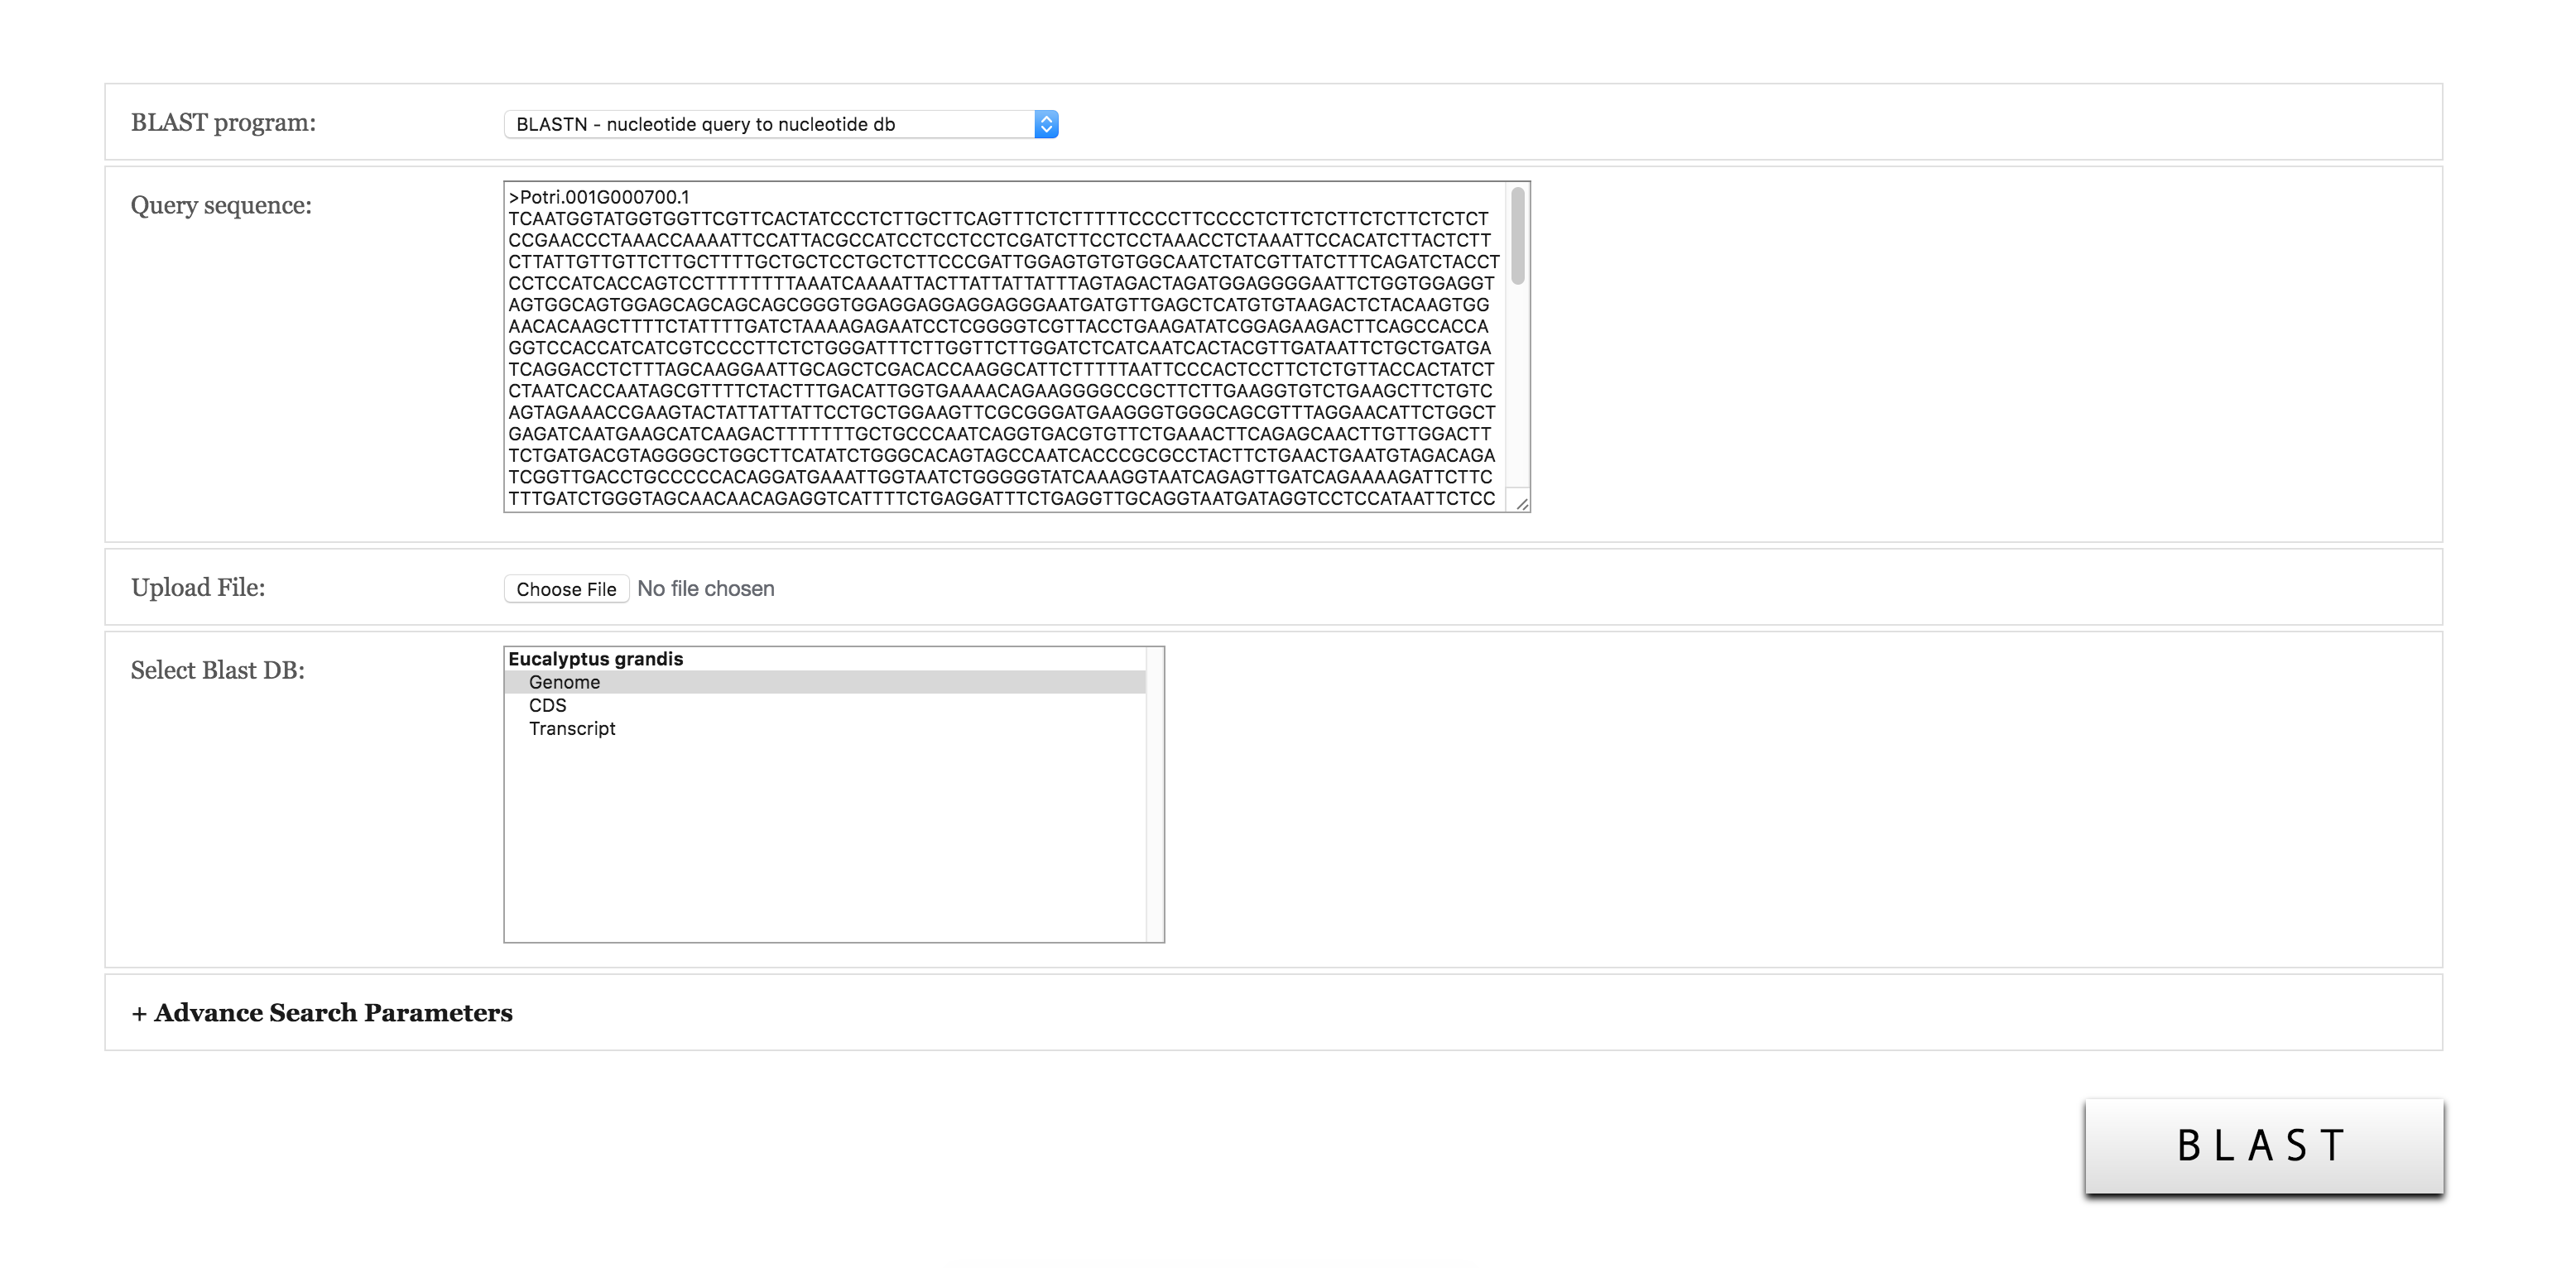 BLAST program:
BLASTN - nucleotide query to nucleotide db
Query sequence:
>Potri.001G000700.1
TCAATGGTATGGTGGTTCGTTCACTATCCCTCTTGCTTCAGTTTCTCTTTTTCCCCTTCCCCTCTTCTCTTCTCTTCTCTCT
CCGAACCCTAAACCAAAATTCCATTACGCCATCCTCCTCCTCGATCTTCCTCCTAAACCTCTAAATTCCACATCTTACTCTT
CTTATTGTTGTTCTTGCTTTTGCTGCTCCTGCTCTTCCCGATTGGAGTGTGTGGCAATCTATCGTTATCTTTCAGATCTACCT
CCTCCATCACCAGTCCTTTTTTTTTAAATCAAAATTACTTATTATTATTTAGTAGACTAGATGGAGGGGAATTCTGGTGGAGGT
AGTGGCAGTGGAGCAGCAGCAGCGGGTGGAGGAGGAGGAGGGAATGATGTTGAGCTCATGTGTAAGACTCTACAAGTGG
AACACAAGCTTTTCTATTTTGATCTAAAAGAGAATCCTCGGGGTCGTTACCTGAAGATATCGGAGAAGACTTCAGCCACCA
GGTCCACCATCATCGTCCCCTTCTCTGGGATTTCTTGGTTCTTGGATCTCATCAATCACTACGTTGATAATTCTGCTGATGA
TCAGGACCTCTTTAGCAAGGAATTGCAGCTCGACACCAAGGCATTCTTTTTAATTCCCACTCCTTCTCTGTTACCACTATCT
CTAATCACCAATAGCGTTTTCTACTTTGACATTGGTGAAAACAGAAGGGGCCGCTTCTTGAAGGTGTCTGAAGCTTCTGTC
AGTAGAAACCGAAGTACTATTATTATTCCTGCTGGAAGTTCGCGGGATGAAGGGTGGGCAGCGTTTAGGAACATTCTGGCT
GAGATCAATGAAGCATCAAGACTTTTTTTGCTGCCCAATCAGGTGACGTGTTCTGAAACTTCAGAGCAACTTGTTGGACTT
TCTGATGACGTAGGGGCTGGCTTCATATCTGGGCACAGTAGCCAATCACCCGCGCCTACTTCTGAACTGAATGTAGACAGA
TCGGTTGACCTGCCCCCACAGGATGAAATTGGTAATCTGGGGGTATCAAAGGTAATCAGAGTTGATCAGAAAAGATTCTTC
TTTGATCTGGGTAGCAACAACAGAGGTCATTTTCTGAGGATTTCTGAGGTTGCAGGTAATGATAGGTCCTCCATAATTCTCC
Upload File:
Choose File No file chosen
Select Blast DB:
Eucalyptus grandis
Genome
CDS
Transcript
+ Advance Search Parameters
BLAST